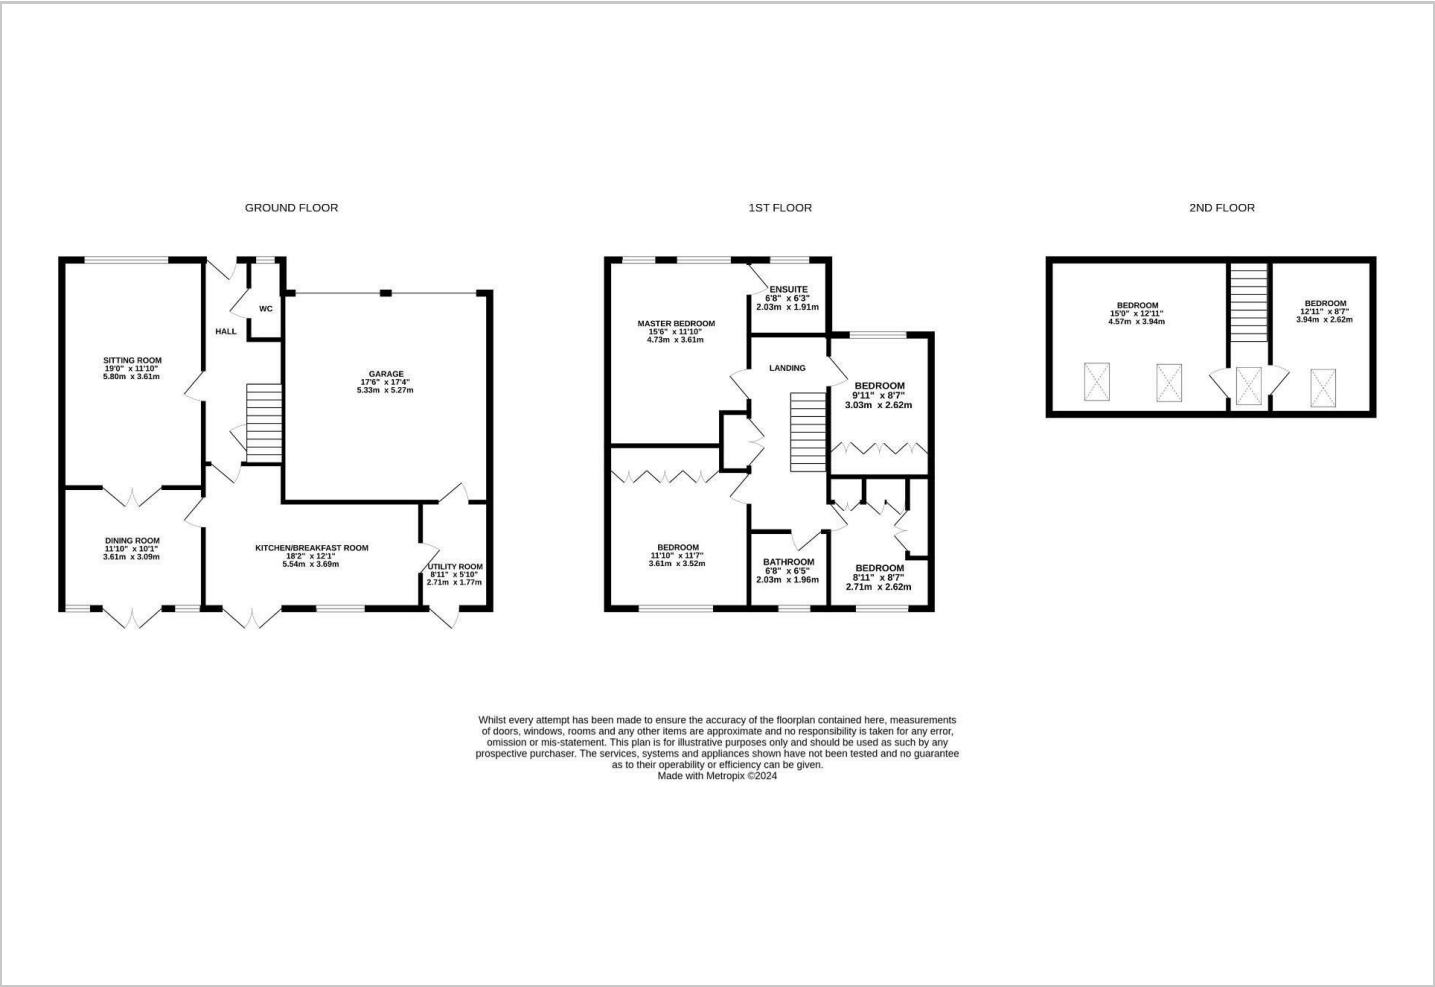 GROUND FLOOR
SITTING ROOM
19'0" x 11'10"
5.80m x 3.61m
HALL
WC
GARAGE
17'6" x 17'4"
5.33m x 5.27m
DINING ROOM
11'10" x 10'1"
3.61m x 3.09m
KITCHEN/BREAKFAST ROOM
18'2" x 12'1"
5.54m x 3.69m
UTILITY ROOM
8'11" x 5'10"
2.71m x 1.77m
1ST FLOOR
MASTER BEDROOM
15'6" x 11'10"
4.73m x 3.61m
ENSUITE
6'8" x 6'3"
2.03m x 1.91m
LANDING
BEDROOM
9'11" x 8'7"
3.03m x 2.62m
BEDROOM
11'10" x 11'7"
3.61m x 3.52m
BATHROOM
6'8" x 6'5"
2.03m x 1.96m
BEDROOM
8'11" x 8'7"
2.71m x 2.62m
2ND FLOOR
BEDROOM
15'0" x 12'11"
4.57m x 3.94m
BEDROOM
12'11" x 8'7"
3.94m x 2.62m
Whilst every attempt has been made to ensure the accuracy of the floorplan contained here, measurements
of doors, windows, rooms and any other items are approximate and no responsibility is taken for any error,
omission or mis-statement. This plan is for illustrative purposes only and should be used as such by any
prospective purchaser. The services, systems and appliances shown have not been tested and no guarantee
as to their operability or efficiency can be given.
Made with Metropix ©2024